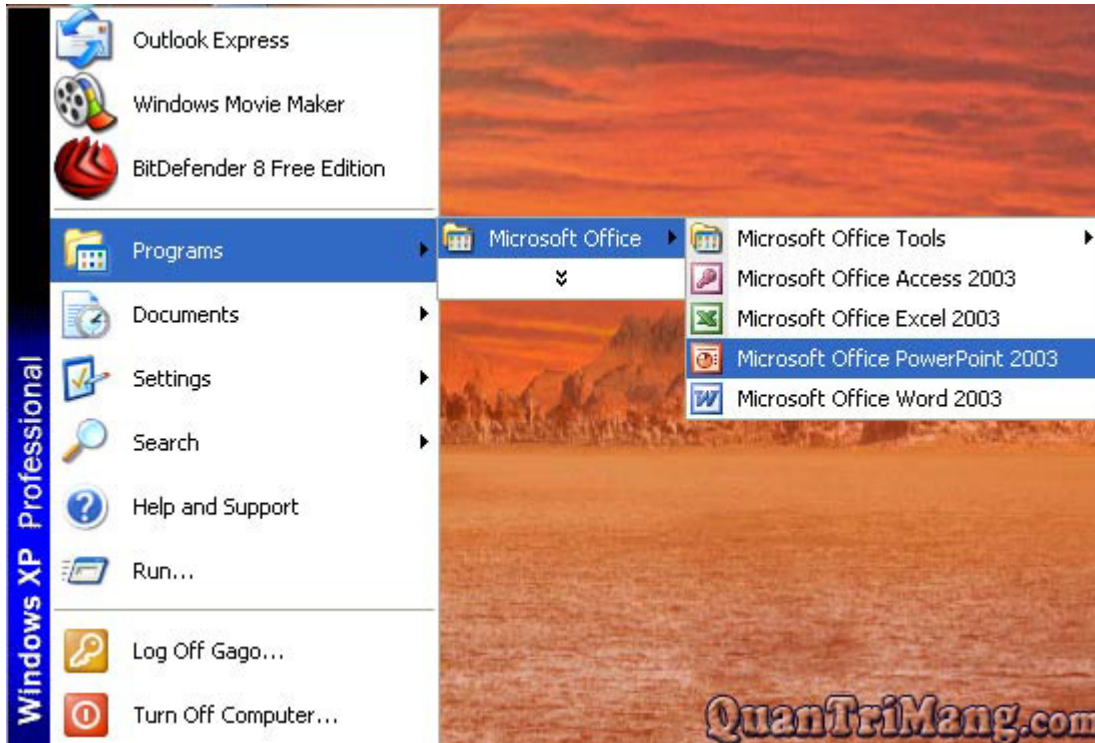 Outlook Express
Windows Movie Maker
BitDefender 8 Free Edition
Programs
Documents
Settings
Search
Help and Support
Run...
Log Off Gago...
Turn Off Computer...
Windows XP Professional
Microsoft Office
Microsoft Office Tools
Microsoft Office Access 2003
Microsoft Office Excel 2003
Microsoft Office PowerPoint 2003
Microsoft Office Word 2003
QuanTriMang.com